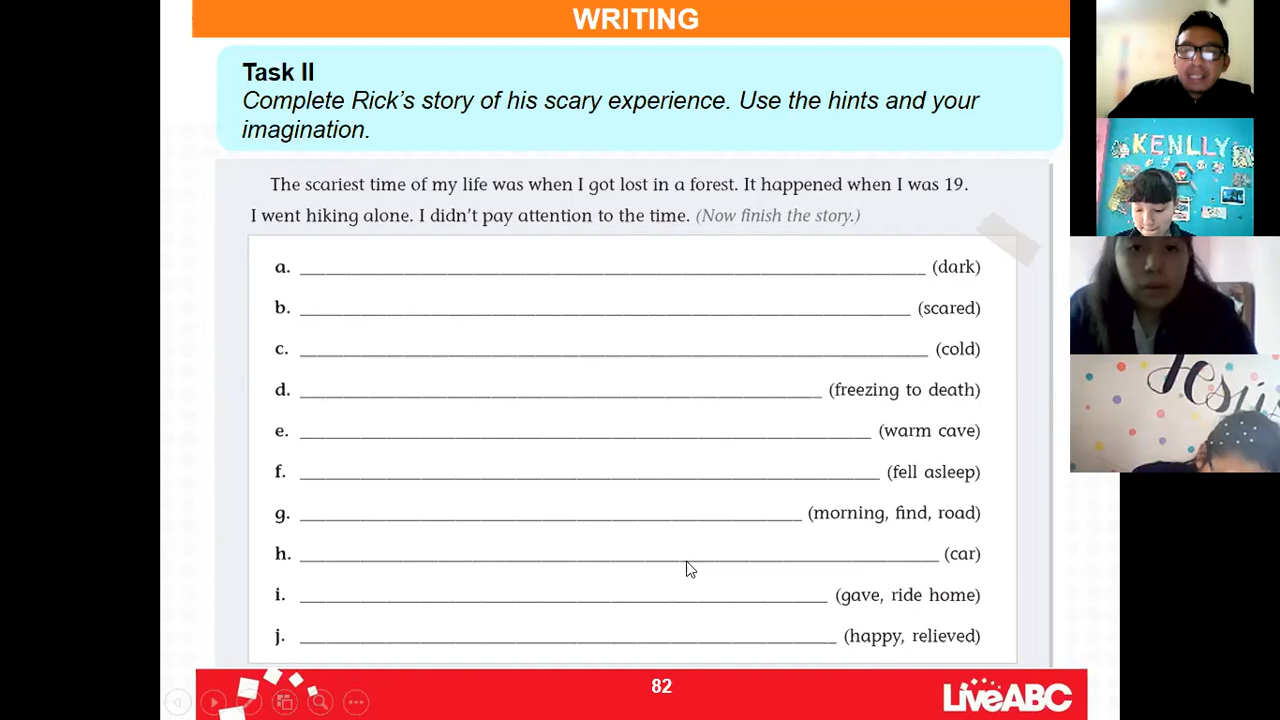 WRITING
Task II
Complete Rick's story of his scary experience. Use the hints and your
imagination.
The scariest time of my life was when I got lost in a forest. It happened when I was 19.
I went hiking alone. I didn't pay attention to the time. (Now finish the story.)
a. (dark)
b. (scared)
c. (cold)
d. (freezing to death)
e. (warm cave)
f. (fell asleep)
g. (morning, find, road)
h. (car)
i. (gave, ride home)
j. (happy, relieved)
82
LiveABC
KENLLY
Jesús